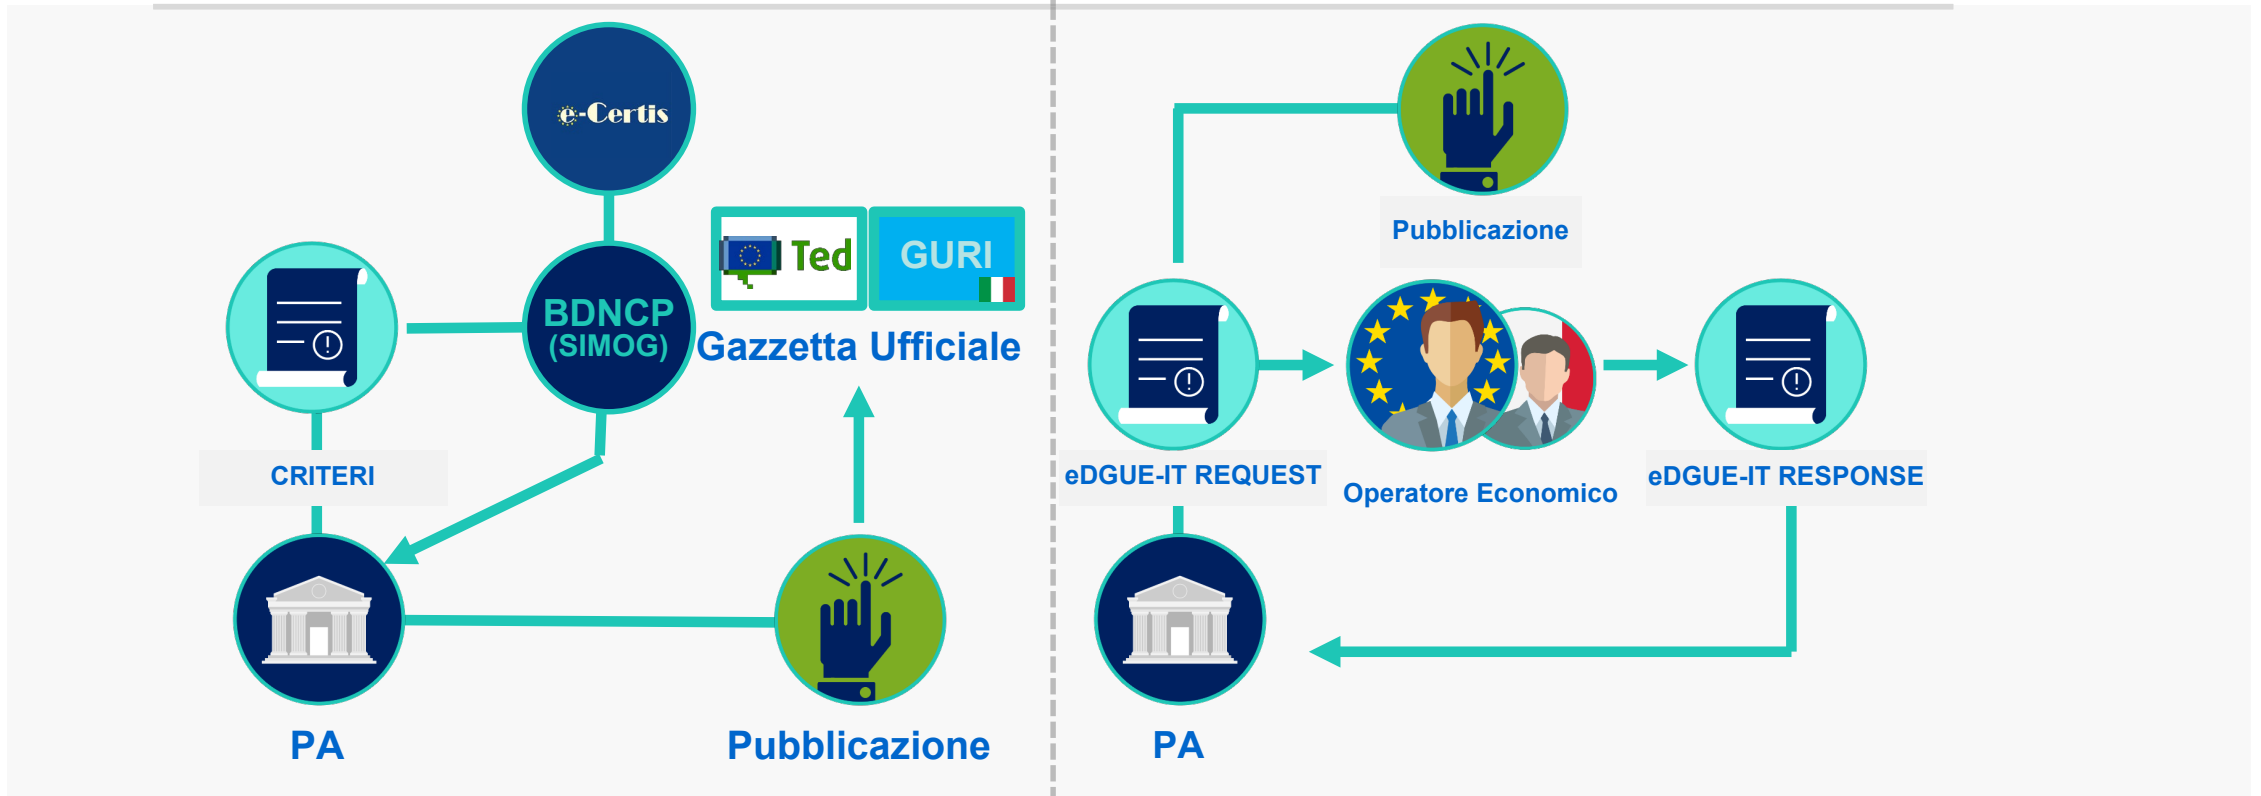 e-Certis
Ted
GURI
BDNCP
(SIMOG)
Gazzetta Ufficiale
CRITERI
PA
Pubblicazione
Pubblicazione
eDGUE-IT REQUEST
Operatore Economico
eDGUE-IT RESPONSE
PA